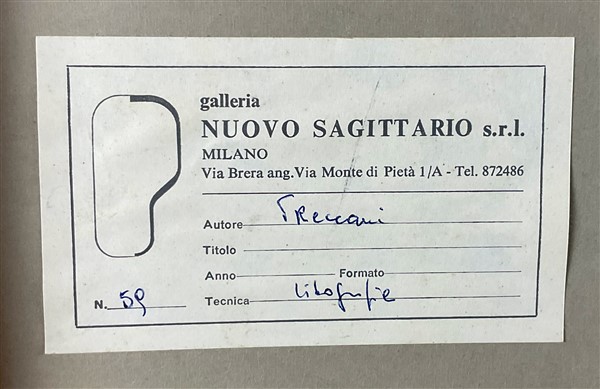 galleria
NUOVO SAGITTARIO s.r.l.
MILANO
Via Brera ang.Via Monte di Pietà 1/A - Tel. 872486
Autore Treccani
Titolo
Anno Formato
Tecnica Litografie
N. 59